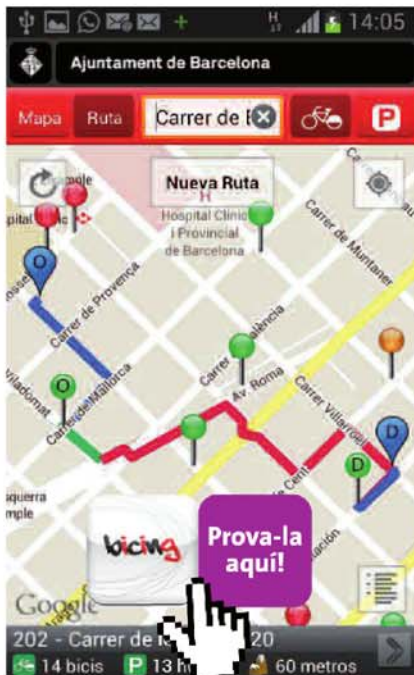 14:05
Ajuntament de Barcelona
Mapa
Ruta
Carrer de
P
Nueva Ruta
H
Hospital Clínic
i Provincial
de Barcelona
Carrer de Muntaner
O
Carrer de Provença
Viladomat
O
Carrer de Mallorca
Carrer
València
Av. Roma
Carrer Villarroel
D
D
bicing
Prova-la
aquí!
Google
202 - Carrer de
20
14 bicis
P 13
60 metros